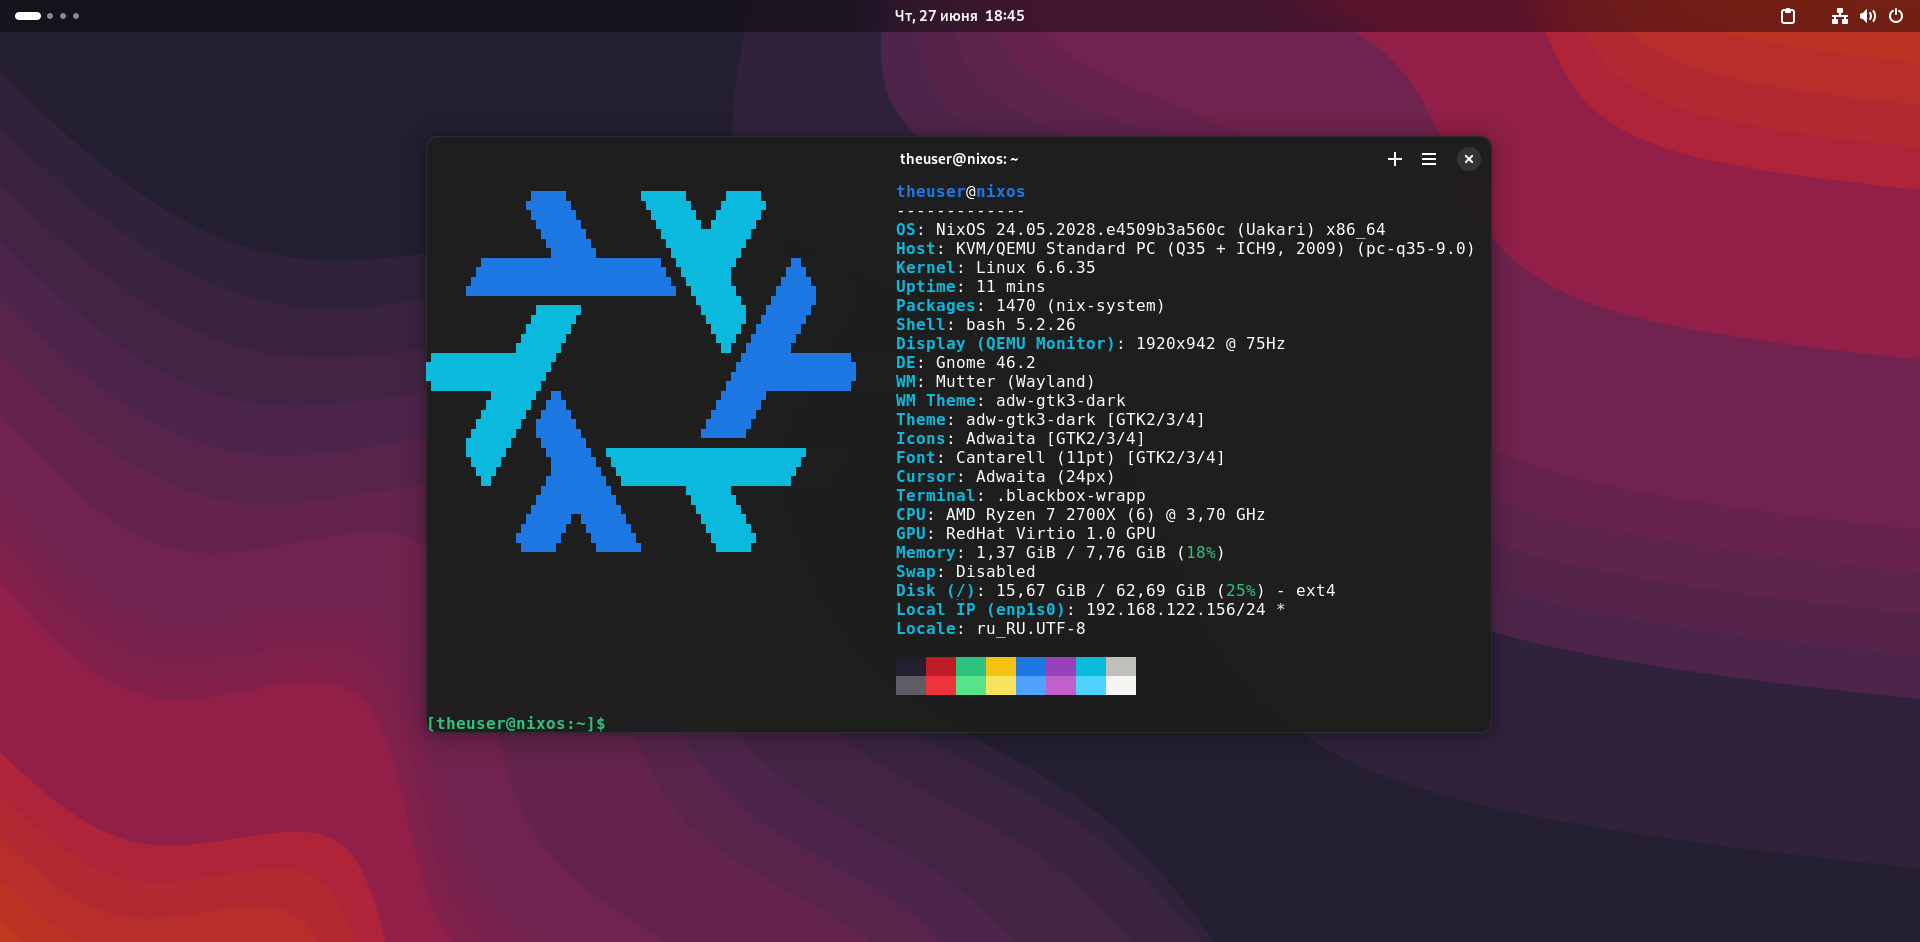 Чт, 27 июня 18:45
theuser@nixos: ~
theuser@nixos
-------------
OS: NixOS 24.05.2028.e4509b3a560c (Uakari) x86_64
Host: KVM/QEMU Standard PC (Q35 + ICH9, 2009) (pc-q35-9.0)
Kernel: Linux 6.6.35
Uptime: 11 mins
Packages: 1470 (nix-system)
Shell: bash 5.2.26
Display (QEMU Monitor): 1920x942 @ 75Hz
DE: Gnome 46.2
WM: Mutter (Wayland)
WM Theme: adw-gtk3-dark
Theme: adw-gtk3-dark [GTK2/3/4]
Icons: Adwaita [GTK2/3/4]
Font: Cantarell (11pt) [GTK2/3/4]
Cursor: Adwaita (24px)
Terminal: .blackbox-wrapp
CPU: AMD Ryzen 7 2700X (6) @ 3,70 GHz
GPU: RedHat Virtio 1.0 GPU
Memory: 1,37 GiB / 7,76 GiB (18%)
Swap: Disabled
Disk (/): 15,67 GiB / 62,69 GiB (25%) - ext4
Local IP (enp1s0): 192.168.122.156/24 *
Locale: ru_RU.UTF-8
[theuser@nixos:~]$